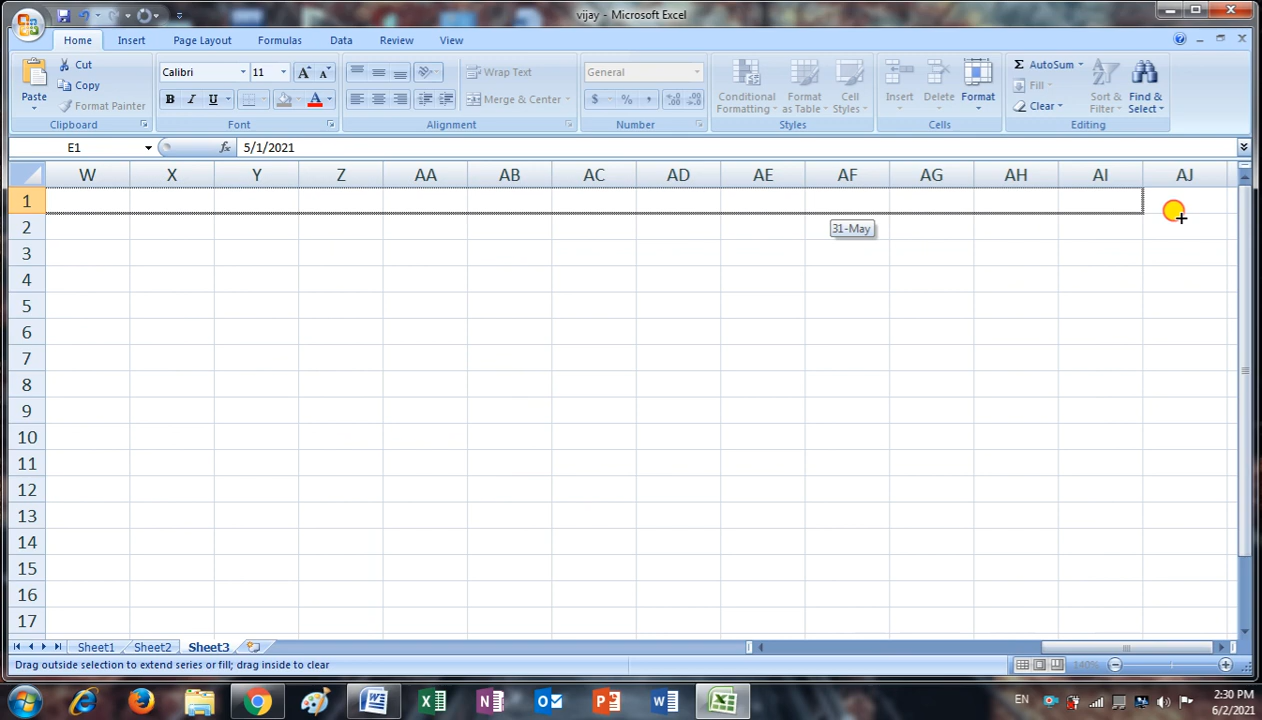 vijay - Microsoft Excel
Home Insert Page Layout Formulas Data Review View
Paste
Cut
Copy
Format Painter
Clipboard
Calibri 11
B I U
Font
Wrap Text
Merge & Center
Alignment
General
$ % ,
Number
Conditional Formatting
Format as Table
Cell Styles
Styles
Insert Delete Format
Cells
Σ AutoSum
Fill
Clear
Sort & Filter
Find & Select
Editing
E1 fx 5/1/2021
W X Y Z AA AB AC AD AE AF AG AH AI AJ
1
2
31-May
3
4
5
6
7
8
9
10
11
12
13
14
15
16
17
Sheet1 Sheet2 Sheet3
Drag outside selection to extend series or fill; drag inside to clear 140%
EN 2:30 PM
6/2/2021